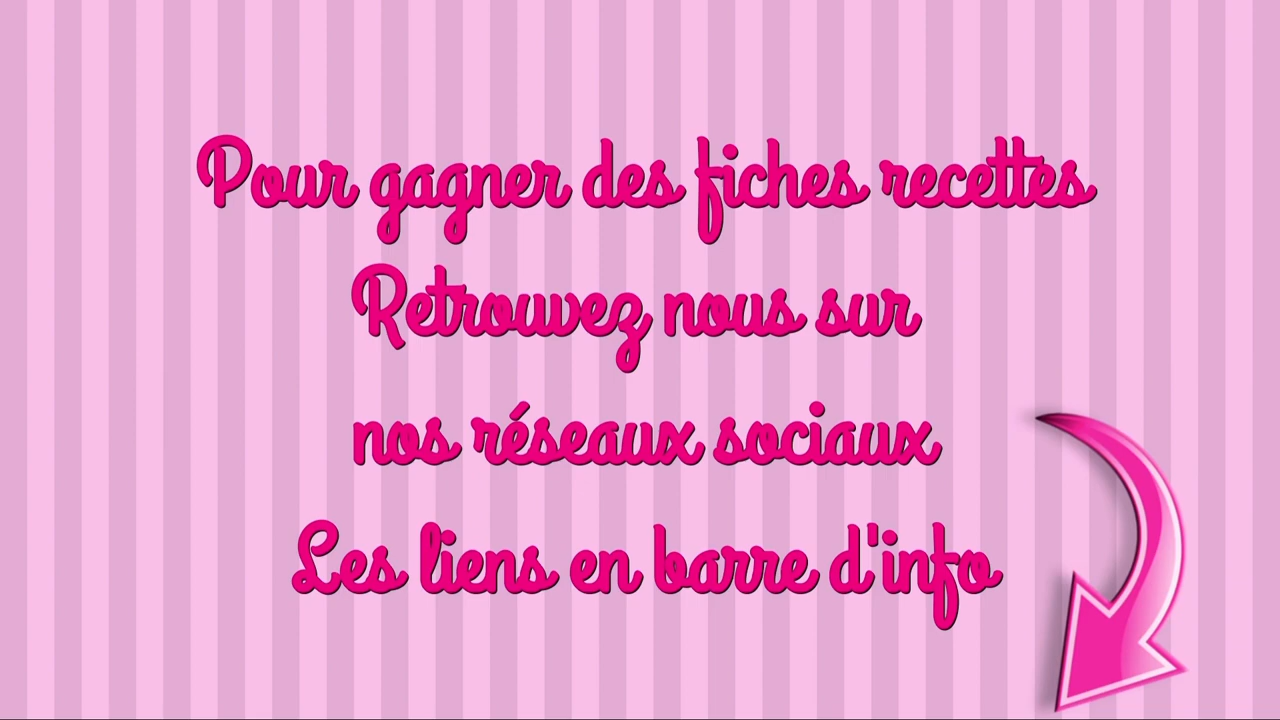 Pour gagner des fiches recettes
Retrouvez nous sur
nos réseaux sociaux
Les liens en barre d'info